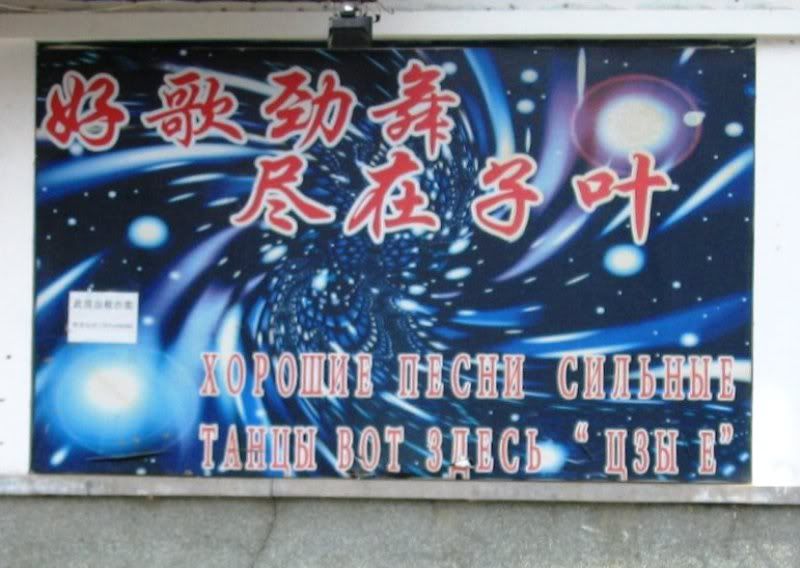 好歌劲舞
尽在子叶
ХОРОШИЕ ПЕСНИ СИЛЬНЫЕ
ТАНЦЫ ВОТ ЗДЕСЬ “ЦЗЫ Е”